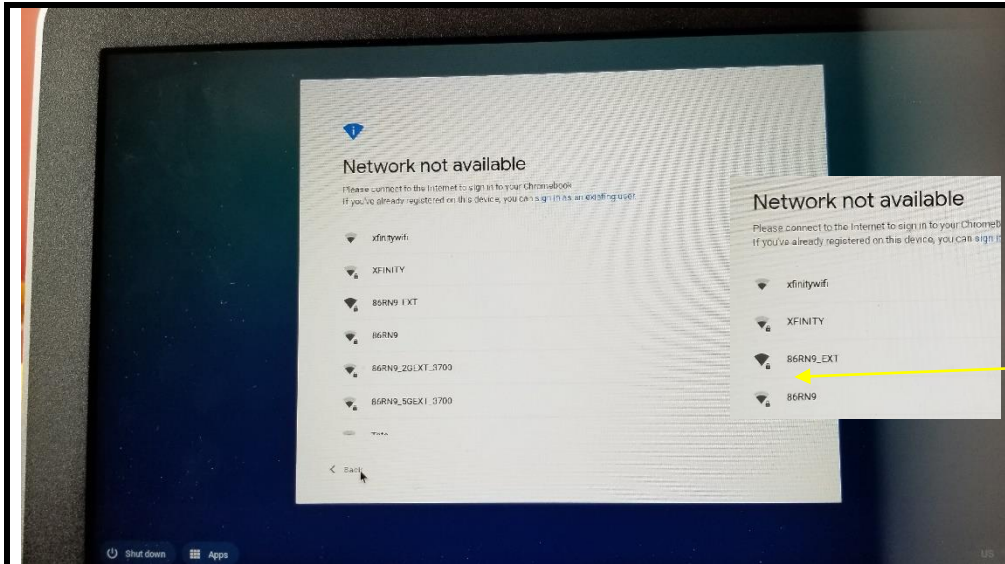 Network not available
Please connect to the Internet to sign in to your Chromebook
If you've already registered on this device, you can sign in as an existing user
xfinitywifi
XFINITY
86RN9_EXT
86RN9
86RN9_2GEXT_3700
86RN9_5GEXT_3700
Back
Shut down
Apps
US
Network not available
Please connect to the Internet to sign in to your Chromeb
If you've already registered on this device, you can sign i
xfinitywifi
XFINITY
86RN9_EXT
86RN9